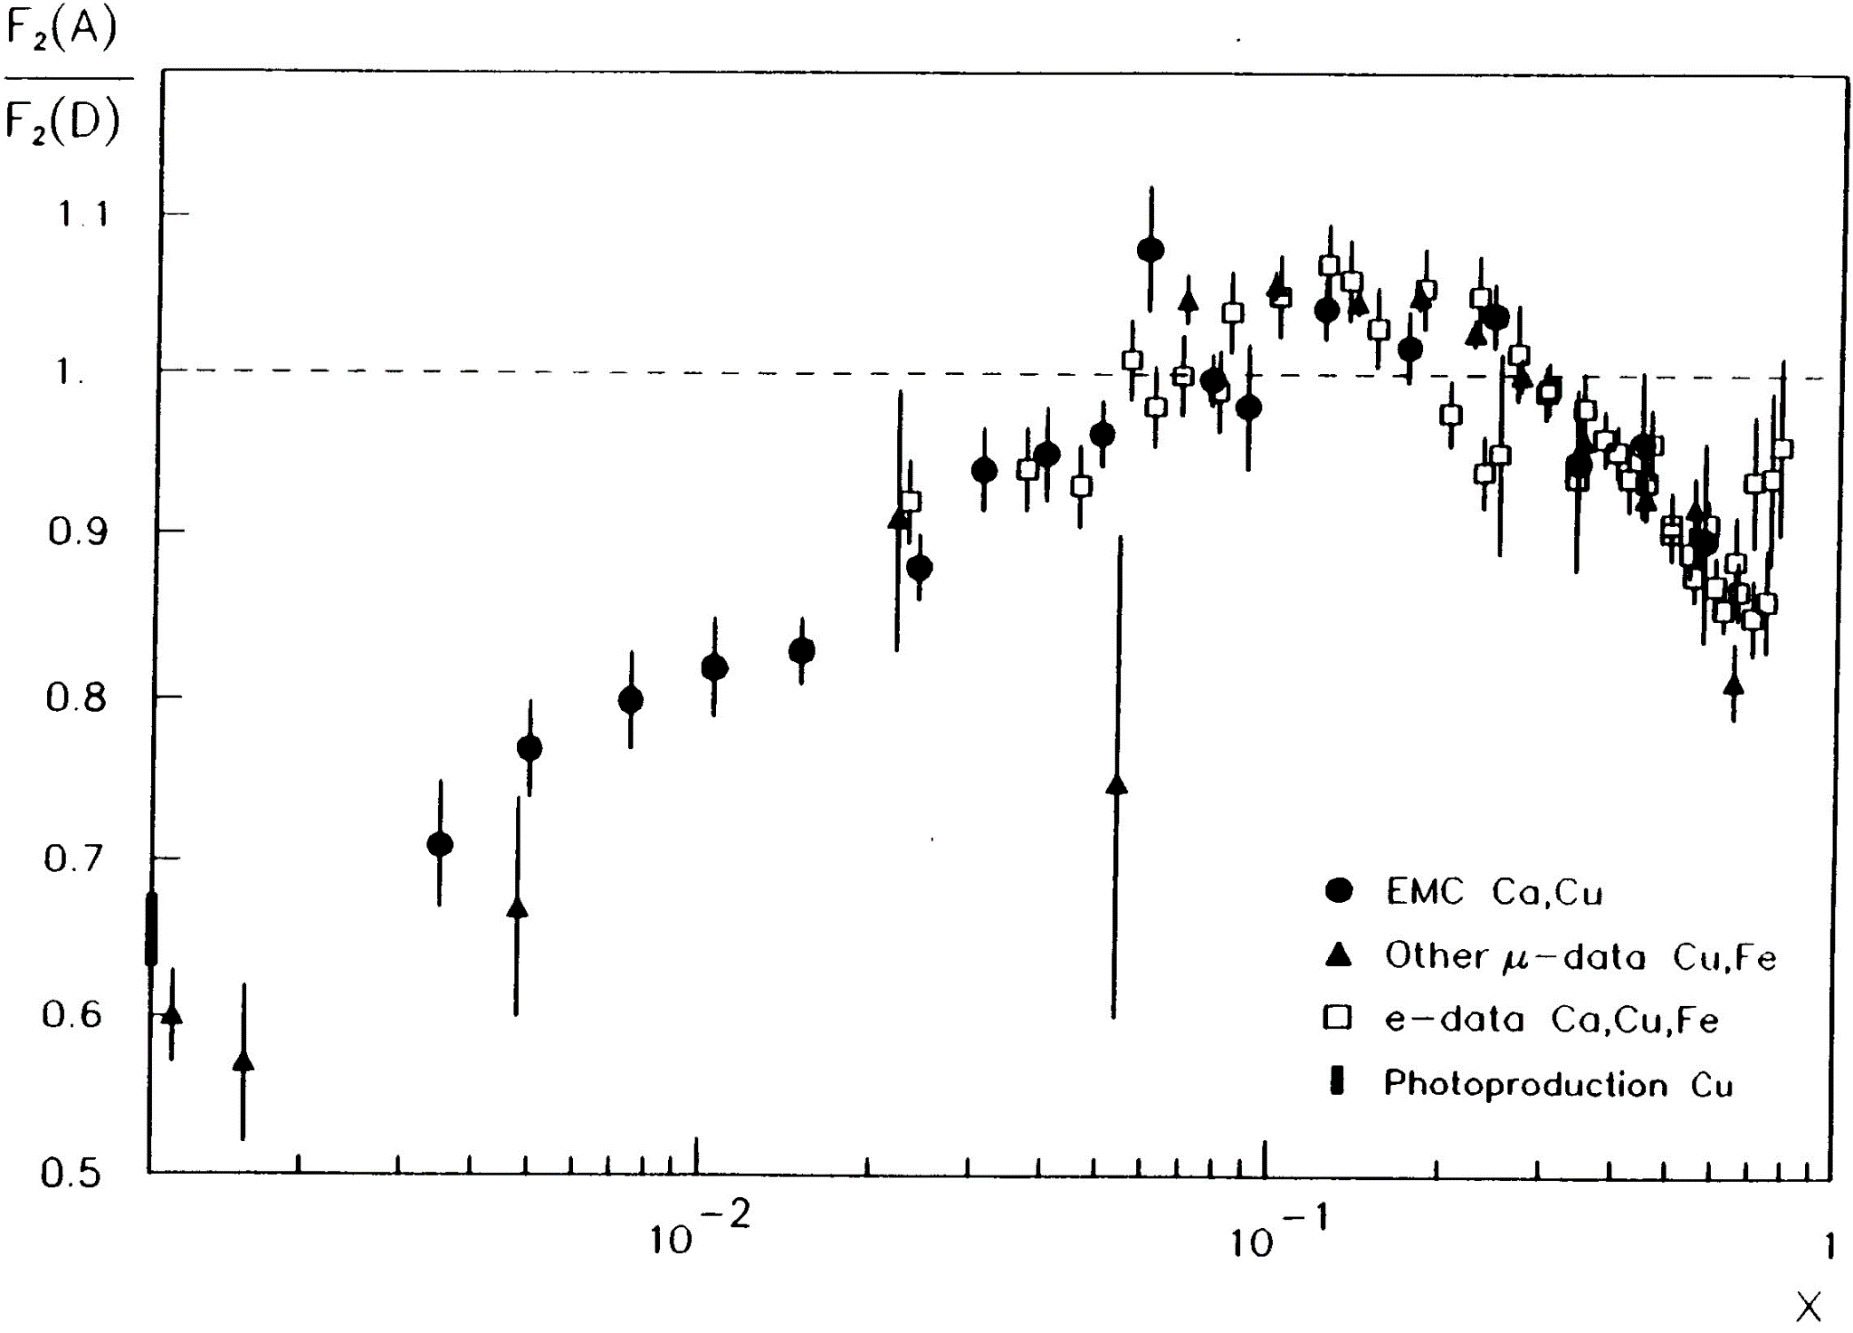 F₂(A)
F₂(D)
1.1
1.
0.9
0.8
0.7
0.6
0.5
EMC Ca,Cu
Other μ-data Cu,Fe
e-data Ca,Cu,Fe
Photoproduction Cu
10⁻² 10⁻¹ 1
X